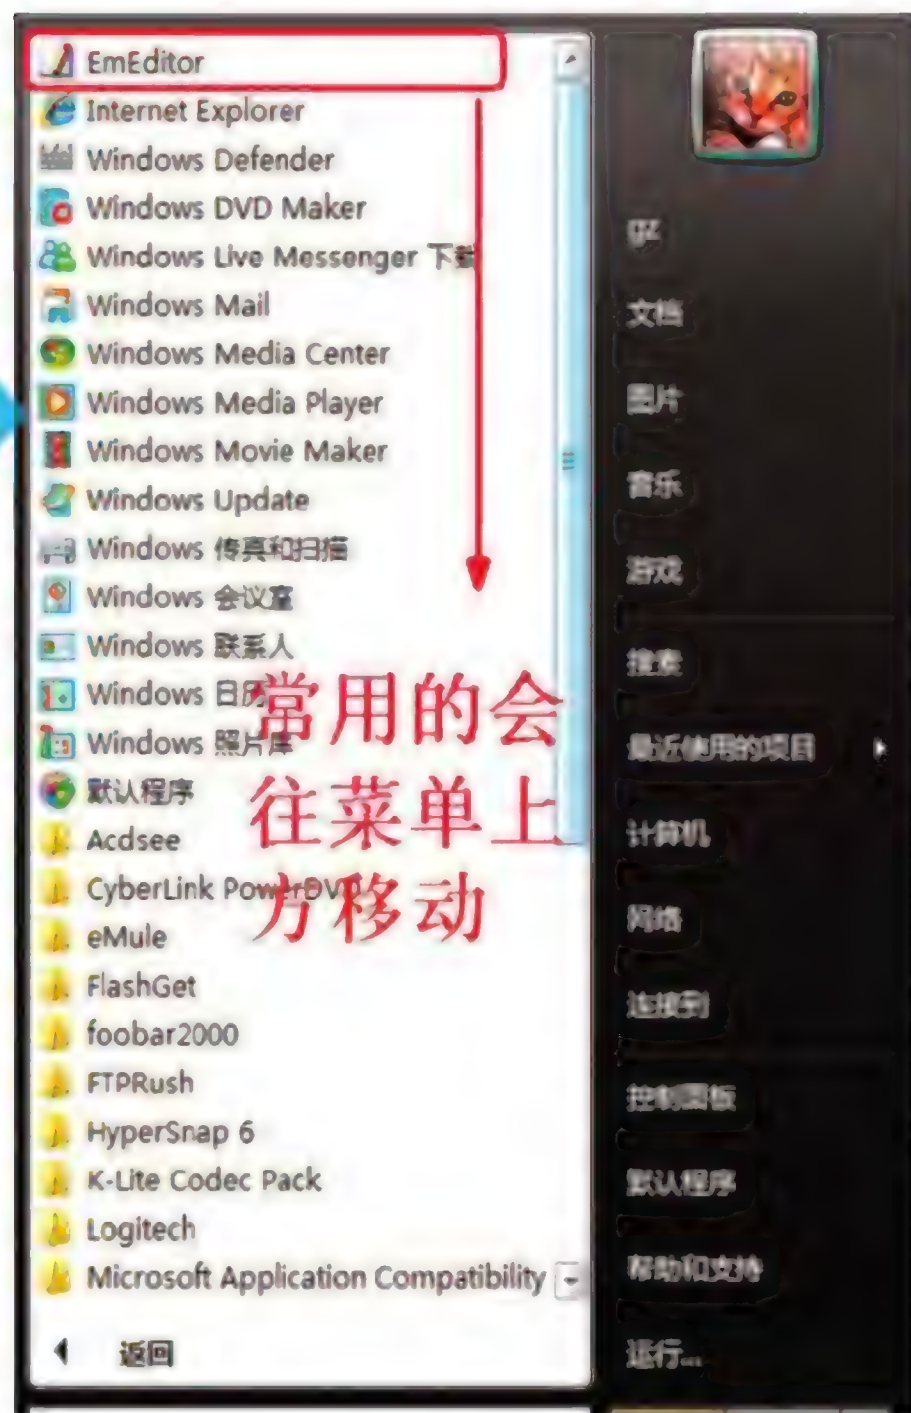 EmEditor
Internet Explorer
Windows Defender
Windows DVD Maker
Windows Live Messenger 下载
Windows Mail
Windows Media Center
Windows Media Player
Windows Movie Maker
Windows Update
Windows 传真和扫描
Windows 会议室
Windows 联系人
Windows 日历
Windows 照片库
默认程序
Acdsee
CyberLink PowerDVD
eMule
FlashGet
foobar2000
FTPRush
HyperSnap 6
K-Lite Codec Pack
Logitech
Microsoft Application Compatibility
返回
常用的会
往菜单上
方移动
文档
图片
音乐
游戏
搜索
最近使用的项目
计算机
网络
连接到
控制面板
默认程序
帮助和支持
运行...